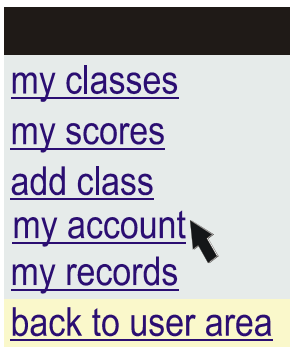 my classes
my scores
add class
my account
my records
back to user area